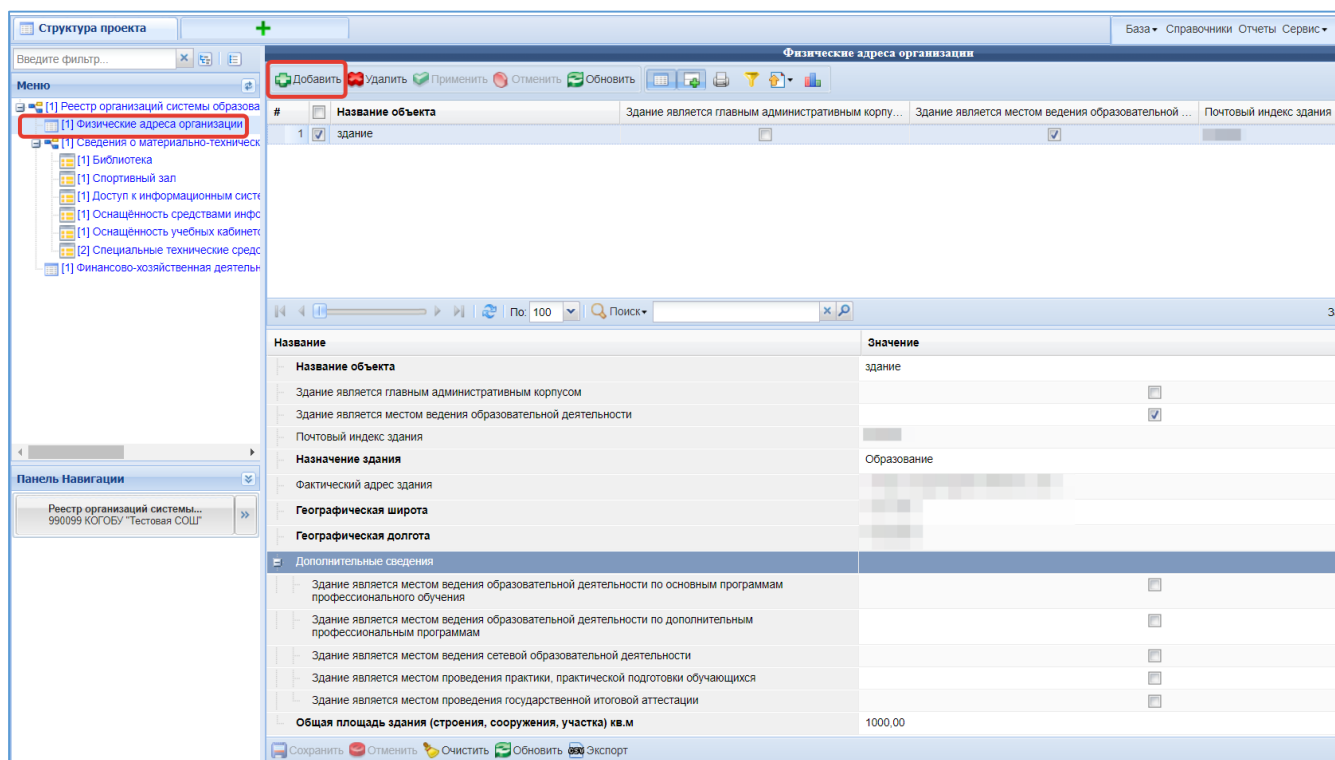 Структура проекта
База Справочники Отчеты Сервис
Введите фильтр...
Физические адреса организации
Меню
Добавить Удалить Применить Отменить Обновить
[1] Реестр организаций системы образова
[1] Физические адреса организации
[1] Сведения о материально-техническ
[1] Библиотека
[1] Спортивный зал
[1] Доступ к информационным систе
[1] Оснащённость средствами инфо
[1] Оснащённость учебных кабинето
[2] Специальные технические средс
[1] Финансово-хозяйственная деятельн
# Название объекта Здание является главным административным корпу... Здание является местом ведения образовательной ... Почтовый индекс здания
1 здание
По: 100 Поиск
З
Название Значение
Название объекта здание
Здание является главным административным корпусом
Здание является местом ведения образовательной деятельности
Почтовый индекс здания
Назначение здания Образование
Фактический адрес здания
Географическая широта
Географическая долгота
Дополнительные сведения
Здание является местом ведения образовательной деятельности по основным программам
профессионального обучения
Здание является местом ведения образовательной деятельности по дополнительным
профессиональным программам
Здание является местом ведения сетевой образовательной деятельности
Здание является местом проведения практики, практической подготовки обучающихся
Здание является местом проведения государственной итоговой аттестации
Общая площадь здания (строения, сооружения, участка) кв.м 1000,00
Панель Навигации
Реестр организаций системы...
990099 КОГОБУ "Тестовая СОШ"
Сохранить Отменить Очистить Обновить Экспорт